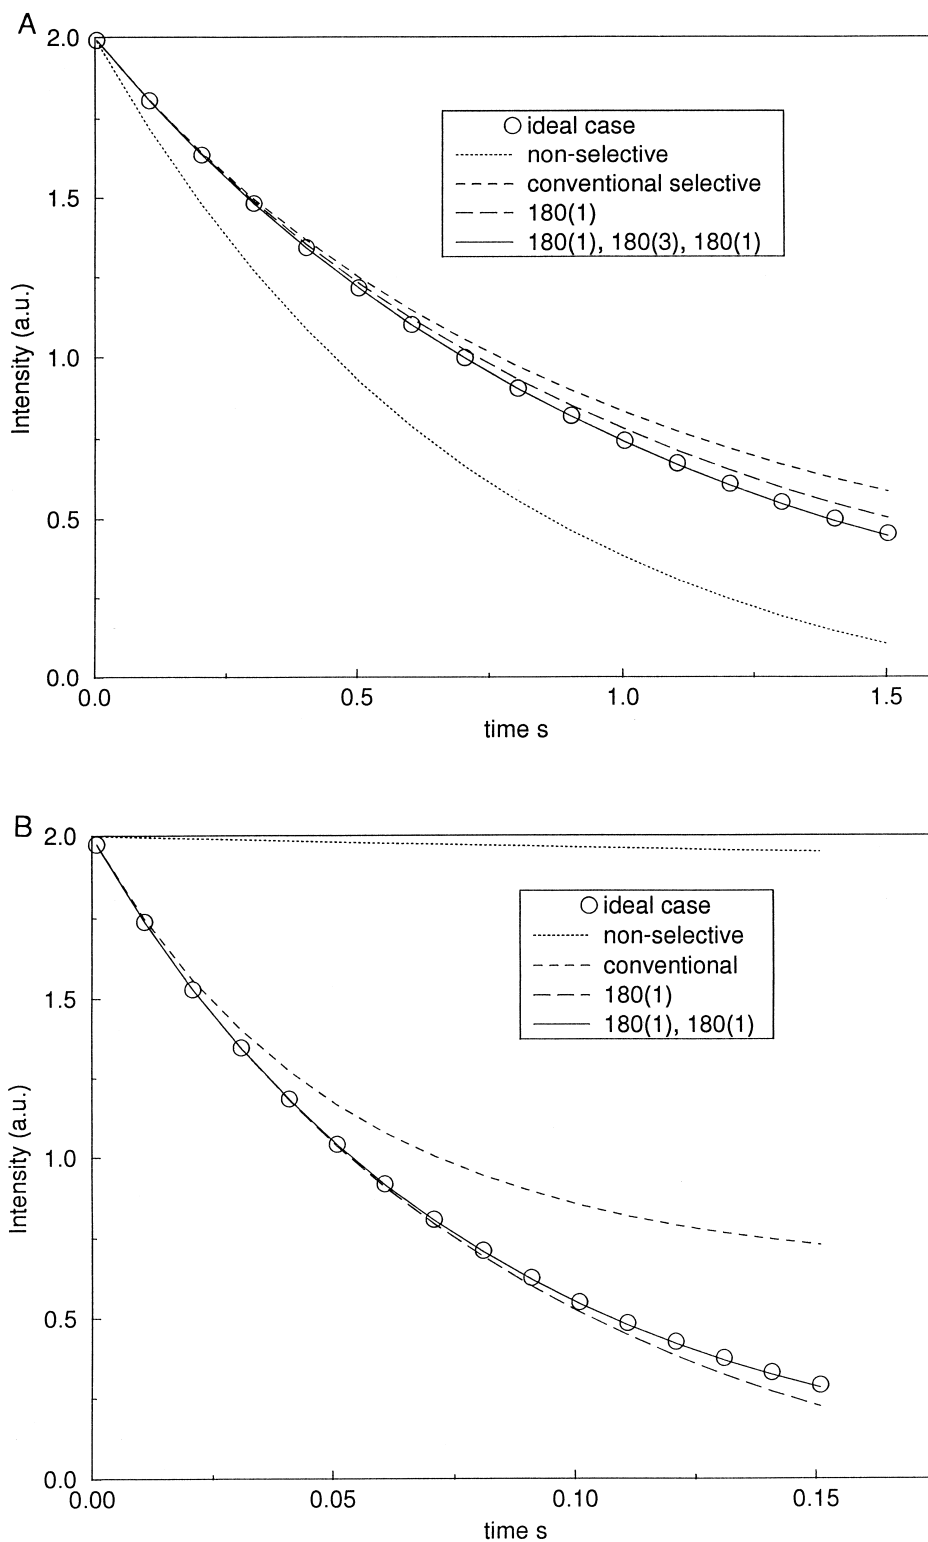 A
2.0
1.5
1.0
0.5
0.0
Intensity (a.u.)
ideal case
non-selective
conventional selective
180(1)
180(1), 180(3), 180(1)
0.0 0.5 1.0 1.5
time s
B
2.0
1.5
1.0
0.5
0.0
Intensity (a.u.)
ideal case
non-selective
conventional
180(1)
180(1), 180(1)
0.00 0.05 0.10 0.15
time s